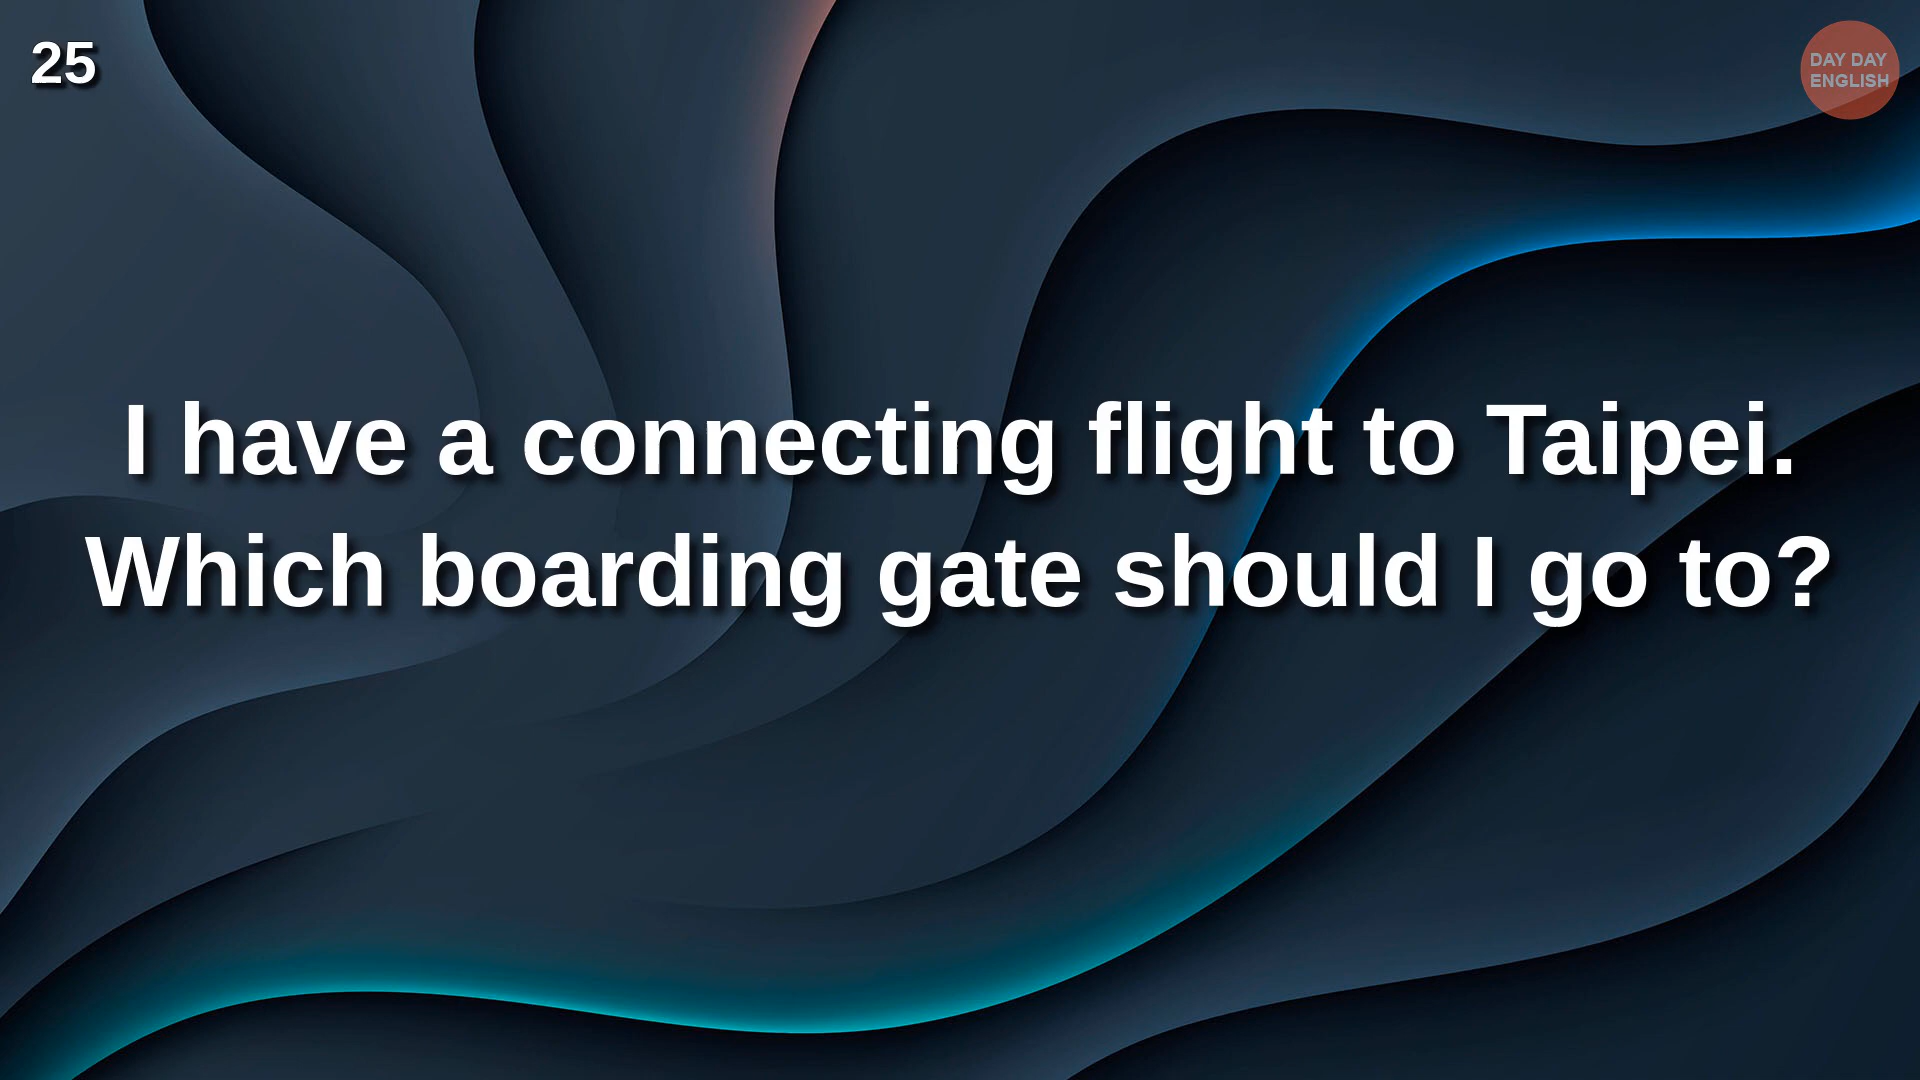 25
DAY DAY
ENGLISH
I have a connecting flight to Taipei.
Which boarding gate should I go to?